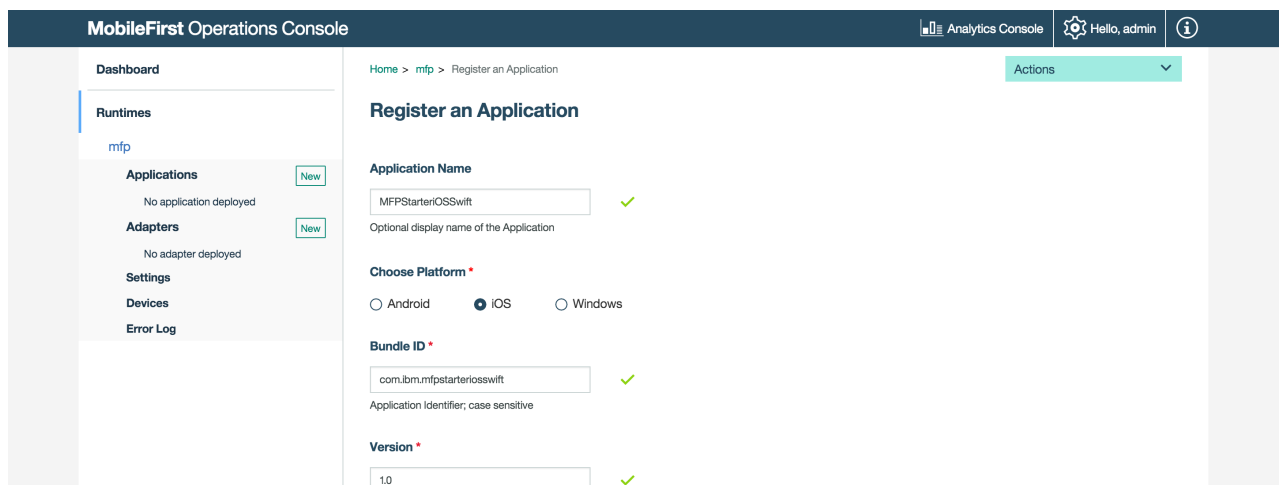 MobileFirst Operations Console
Analytics Console
Hello, admin
Dashboard
Runtimes
mfp
Applications
New
No application deployed
Adapters
New
No adapter deployed
Settings
Devices
Error Log
Home > mfp > Register an Application
Actions
Register an Application
Application Name
MFPStarteriOSSwift
Optional display name of the Application
Choose Platform *
Android
iOS
Windows
Bundle ID *
com.ibm.mfpstarteriosswift
Application Identifier; case sensitive
Version *
1.0